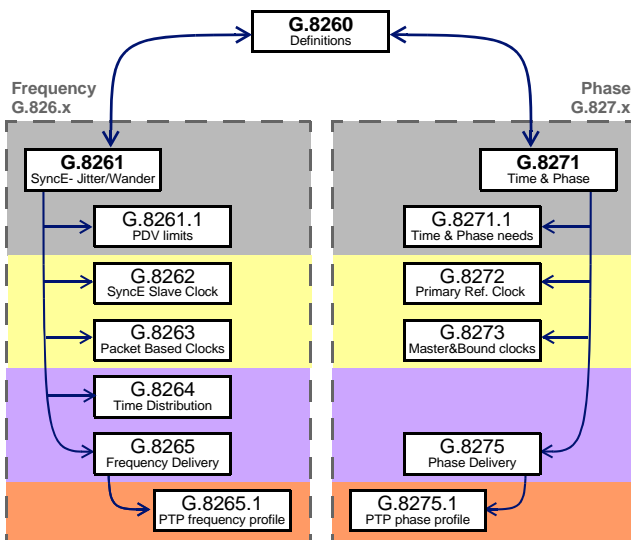 G.8260
Definitions
Frequency
G.826.x
Phase
G.827.x
G.8261
SyncE- Jitter/Wander
G.8271
Time & Phase
G.8261.1
PDV limits
G.8271.1
Time & Phase needs
G.8262
SyncE Slave Clock
G.8272
Primary Ref. Clock
G.8263
Packet Based Clocks
G.8273
Master&Bound clocks
G.8264
Time Distribution
G.8265
Frequency Delivery
G.8275
Phase Delivery
G.8265.1
PTP frequency profile
G.8275.1
PTP phase profile